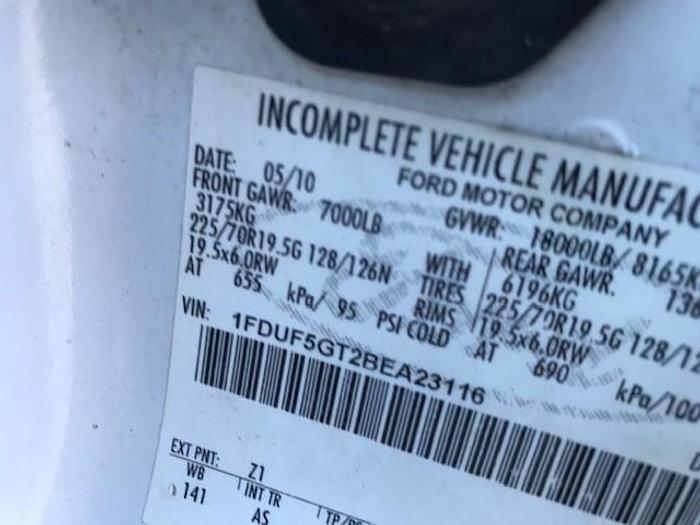 INCOMPLETE VEHICLE MANUFAC
FORD MOTOR COMPANY
DATE: 05/10 GVWR: 18000LB/ 8165K
FRONT GAWR: 7000LB REAR GAWR: 13
3175KG WITH 6196KG
225/70R19.5G 128/126N TIRES 225/70R19.5G 128/12
19.5x6.0RW RIMS 19.5x6.0RW
AT 655 kPa/ 95 PSI COLD AT 690 kPa/100
VIN: 1FDUF5GT2BEA23116
EXT PNT: Z1
WB INT TR TP/PS
141 AS